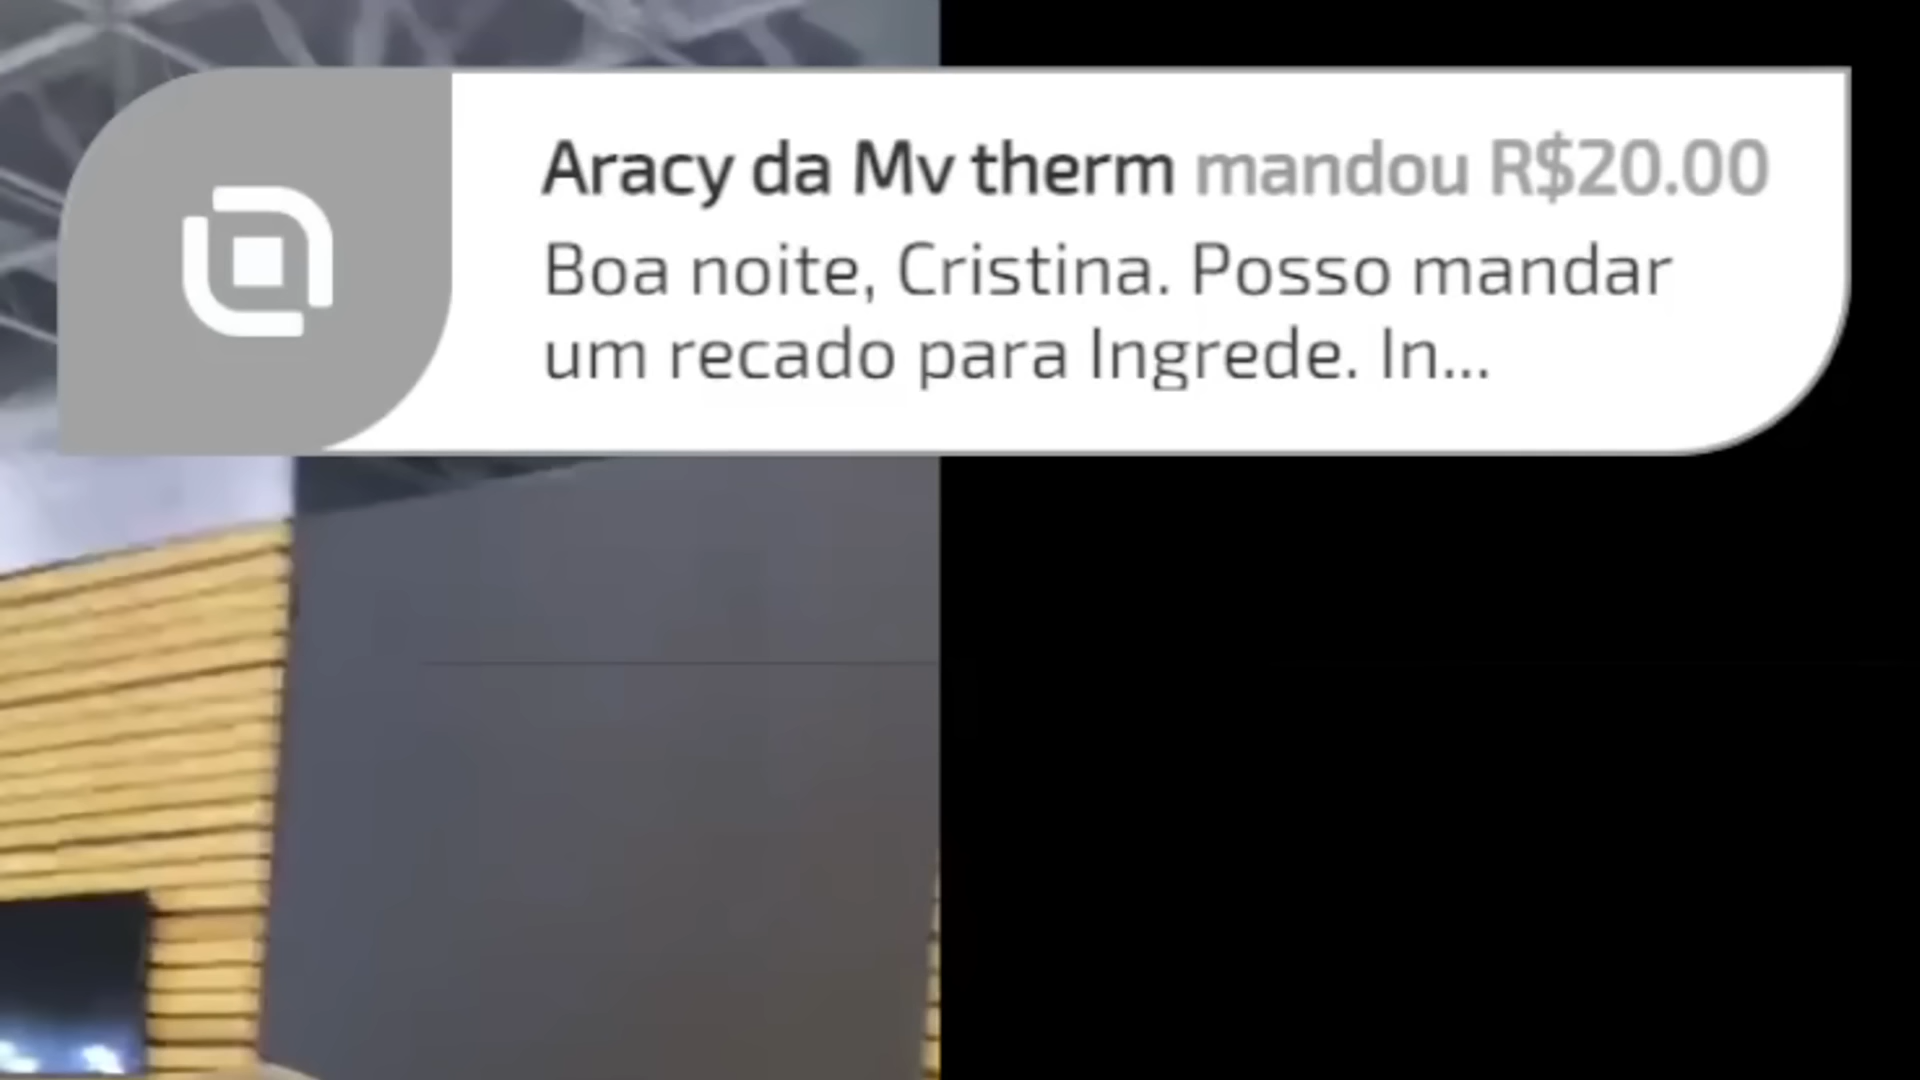 Aracy da Mv therm mandou R$20.00
Boa noite, Cristina. Posso mandar
um recado para Ingrede. In...